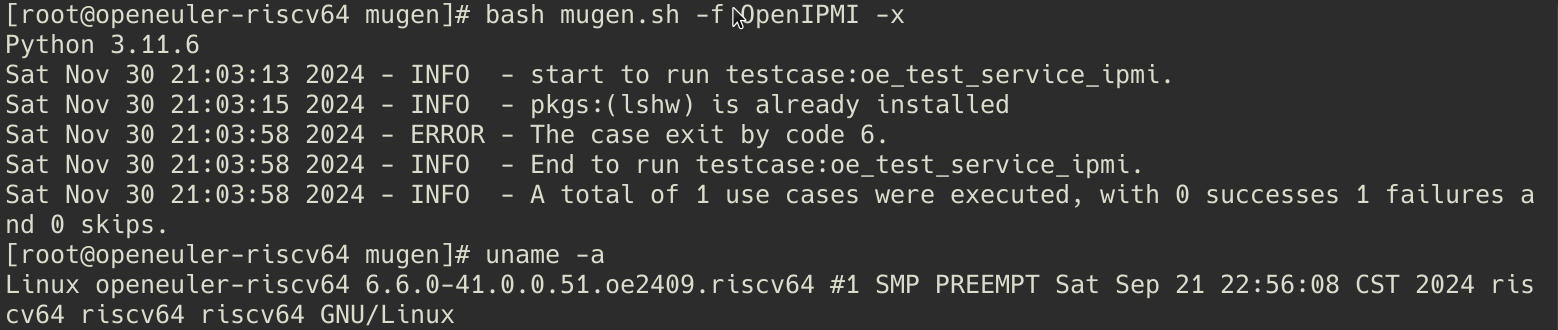 [root@openeuler-riscv64 mugen]# bash mugen.sh -f OpenIPMI -x
Python 3.11.6
Sat Nov 30 21:03:13 2024 - INFO  - start to run testcase:oe_test_service_ipmi.
Sat Nov 30 21:03:15 2024 - INFO  - pkgs:(lshw) is already installed
Sat Nov 30 21:03:58 2024 - ERROR - The case exit by code 6.
Sat Nov 30 21:03:58 2024 - INFO  - End to run testcase:oe_test_service_ipmi.
Sat Nov 30 21:03:58 2024 - INFO  - A total of 1 use cases were executed, with 0 successes 1 failures a
nd 0 skips.
[root@openeuler-riscv64 mugen]# uname -a
Linux openeuler-riscv64 6.6.0-41.0.0.51.oe2409.riscv64 #1 SMP PREEMPT Sat Sep 21 22:56:08 CST 2024 ris
cv64 riscv64 riscv64 GNU/Linux